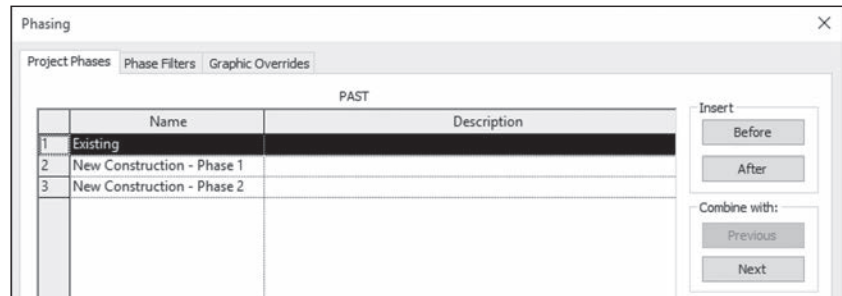 Phasing
Project Phases Phase Filters Graphic Overrides
PAST
Name Description
1 Existing
2 New Construction - Phase 1
3 New Construction - Phase 2
Insert
Before
After
Combine with:
Previous
Next